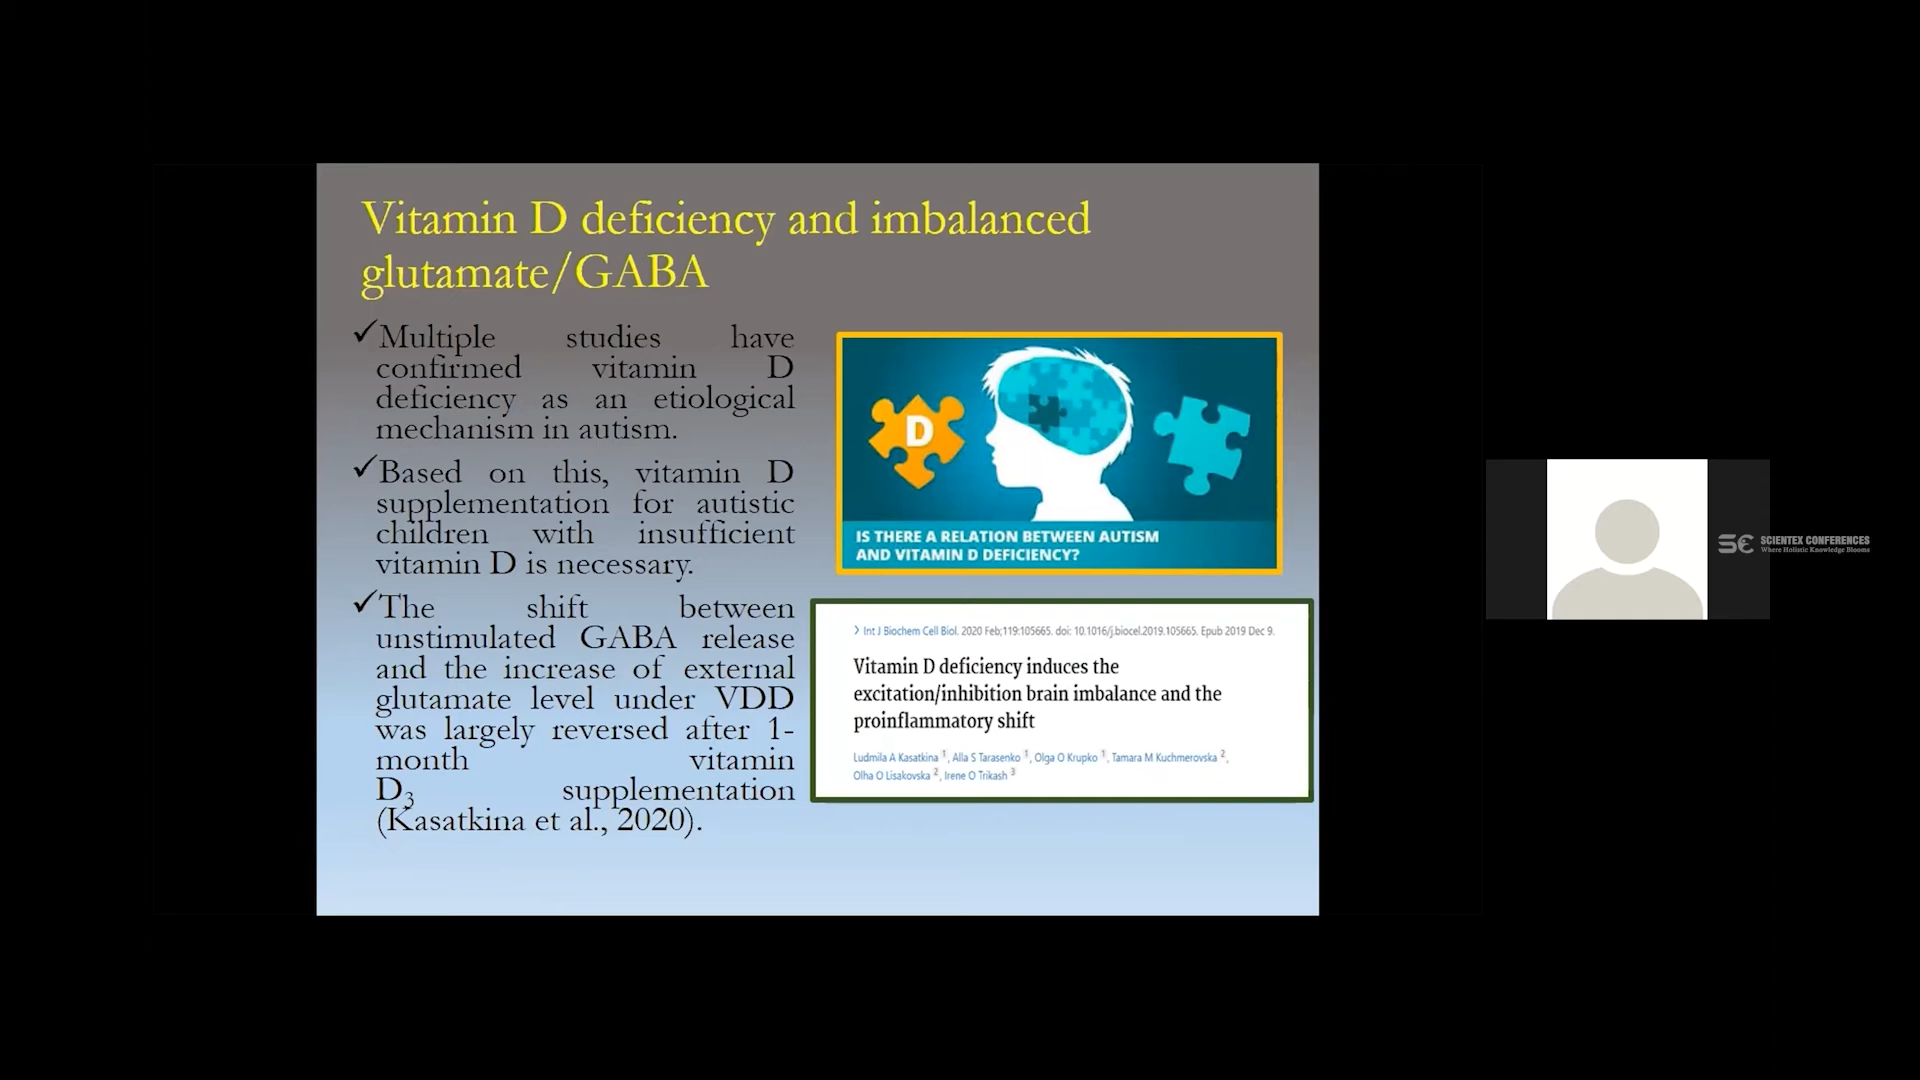 Vitamin D deficiency and imbalanced
glutamate/GABA
✓Multiple studies have
confirmed vitamin D
deficiency as an etiological
mechanism in autism.
✓Based on this, vitamin D
supplementation for autistic
children with insufficient
vitamin D is necessary.
✓The shift between
unstimulated GABA release
and the increase of external
glutamate level under VDD
was largely reversed after 1-
month vitamin
D₃ supplementation
(Kasatkina et al., 2020).
D
IS THERE A RELATION BETWEEN AUTISM
AND VITAMIN D DEFICIENCY?
> Int J Biochem Cell Biol. 2020 Feb;119:105665. doi: 10.1016/j.biocel.2019.105665. Epub 2019 Dec 9.
Vitamin D deficiency induces the
excitation/inhibition brain imbalance and the
proinflammatory shift
Ludmila A Kasatkina ¹, Alla S Tarasenko ¹, Olga O Krupko ¹, Tamara M Kuchmerovska ²,
Olha O Lisakovska ², Irene O Trikash ³
SC SCIENTEX CONFERENCES
Where Holistic Knowledge Blooms